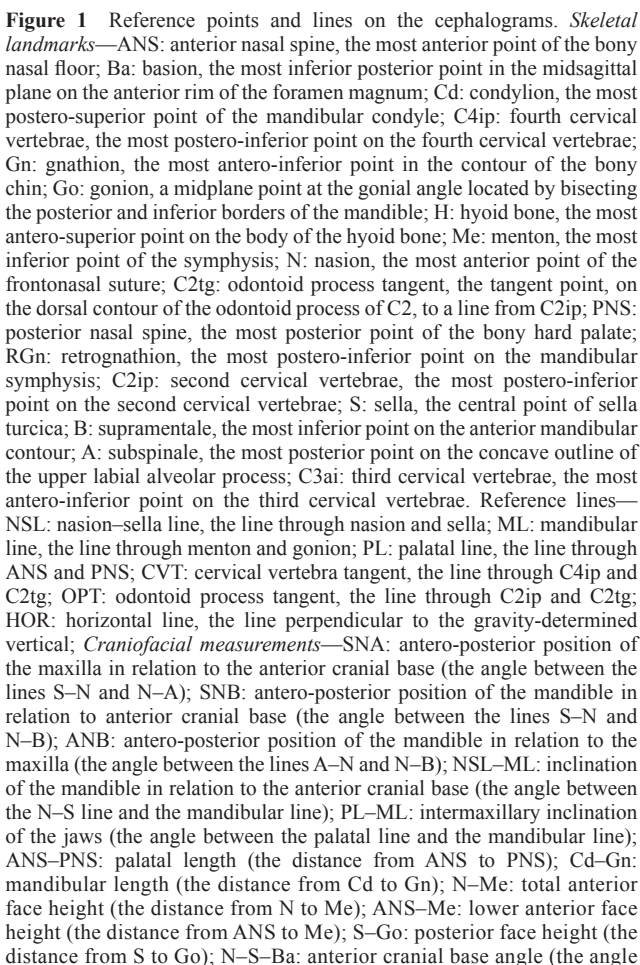 Figure 1 Reference points and lines on the cephalograms. Skeletal
landmarks—ANS: anterior nasal spine, the most anterior point of the bony
nasal floor; Ba: basion, the most inferior posterior point in the midsagittal
plane on the anterior rim of the foramen magnum; Cd: condylion, the most
postero-superior point of the mandibular condyle; C4ip: fourth cervical
vertebrae, the most postero-inferior point on the fourth cervical vertebrae;
Gn: gnathion, the most antero-inferior point in the contour of the bony
chin; Go: gonion, a midplane point at the gonial angle located by bisecting
the posterior and inferior borders of the mandible; H: hyoid bone, the most
antero-superior point on the body of the hyoid bone; Me: menton, the most
inferior point of the symphysis; N: nasion, the most anterior point of the
frontonasal suture; C2tg: odontoid process tangent, the tangent point, on
the dorsal contour of the odontoid process of C2, to a line from C2ip; PNS:
posterior nasal spine, the most posterior point of the bony hard palate;
RGn: retrognathion, the most postero-inferior point on the mandibular
symphysis; C2ip: second cervical vertebrae, the most postero-inferior
point on the second cervical vertebrae; S: sella, the central point of sella
turcica; B: supramentale, the most inferior point on the anterior mandibular
contour; A: subspinale, the most posterior point on the concave outline of
the upper labial alveolar process; C3ai: third cervical vertebrae, the most
antero-inferior point on the third cervical vertebrae. Reference lines—
NSL: nasion–sella line, the line through nasion and sella; ML: mandibular
line, the line through menton and gonion; PL: palatal line, the line through
ANS and PNS; CVT: cervical vertebra tangent, the line through C4ip and
C2tg; OPT: odontoid process tangent, the line through C2ip and C2tg;
HOR: horizontal line, the line perpendicular to the gravity-determined
vertical; Craniofacial measurements—SNA: antero-posterior position of
the maxilla in relation to the anterior cranial base (the angle between the
lines S–N and N–A); SNB: antero-posterior position of the mandible in
relation to anterior cranial base (the angle between the lines S–N and
N–B); ANB: antero-posterior position of the mandible in relation to the
maxilla (the angle between the lines A–N and N–B); NSL–ML: inclination
of the mandible in relation to the anterior cranial base (the angle between
the N–S line and the mandibular line); PL–ML: intermaxillary inclination
of the jaws (the angle between the palatal line and the mandibular line);
ANS–PNS: palatal length (the distance from ANS to PNS); Cd–Gn:
mandibular length (the distance from Cd to Gn); N–Me: total anterior
face height (the distance from N to Me); ANS–Me: lower anterior face
height (the distance from ANS to Me); S–Go: posterior face height (the
distance from S to Go); N–S–Ba: anterior cranial base angle (the angle